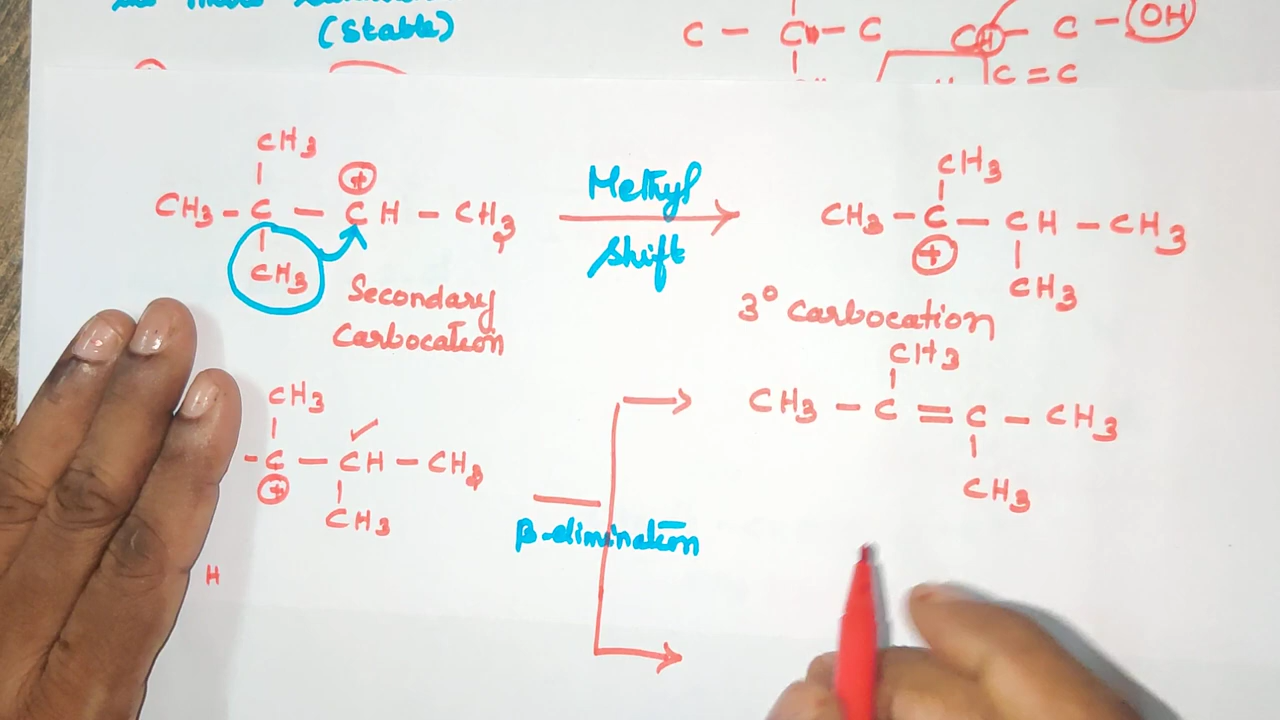 (Stable)
C – C – C
C H – C – OH
C = C
CH3
CH3 – C – C⊕H – CH3
CH3
Secondary
Carbocation
Methyl
Shift
CH3
CH3 – C – CH – CH3
⊕
CH3
3° Carbocation
CH3
– C – CH – CH3
⊕
CH3
H
β-elimination
CH3
CH3 – C = C – CH3
CH3